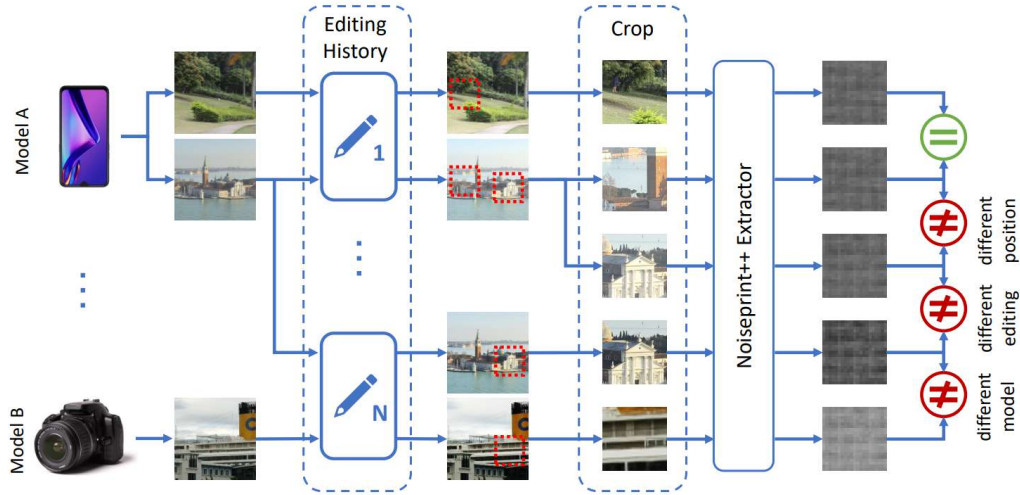 Editing
History
Crop
Model A
1
Noiseprint++ Extractor
different
position
different
editing
N
different
model
Model B